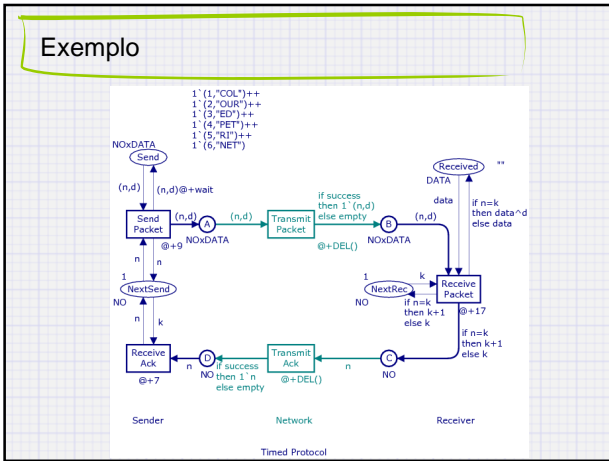 Exemplo
1`(1,"COL")++
1`(2,"OUR")++
1`(3,"ED")++
1`(4,"PET")++
1`(5,"RI")++
1`(6,"NET")
NOxDATA
Send
(n,d)
(n,d)@+wait
Send
Packet
@+9
(n,d)
A
NOxDATA
(n,d)
Transmit
Packet
@+DEL()
if success
then 1`(n,d)
else empty
B
NOxDATA
(n,d)
Received
""
DATA
data
if n=k
then data^d
else data
n
n
1
NextSend
NO
n
k
1
NextRec
NO
k
if n=k
then k+1
else k
Receive
Packet
@+17
if n=k
then k+1
else k
Receive
Ack
@+7
n
D
NO
if success
then 1`n
else empty
Transmit
Ack
@+DEL()
n
C
NO
Sender
Network
Receiver
Timed Protocol